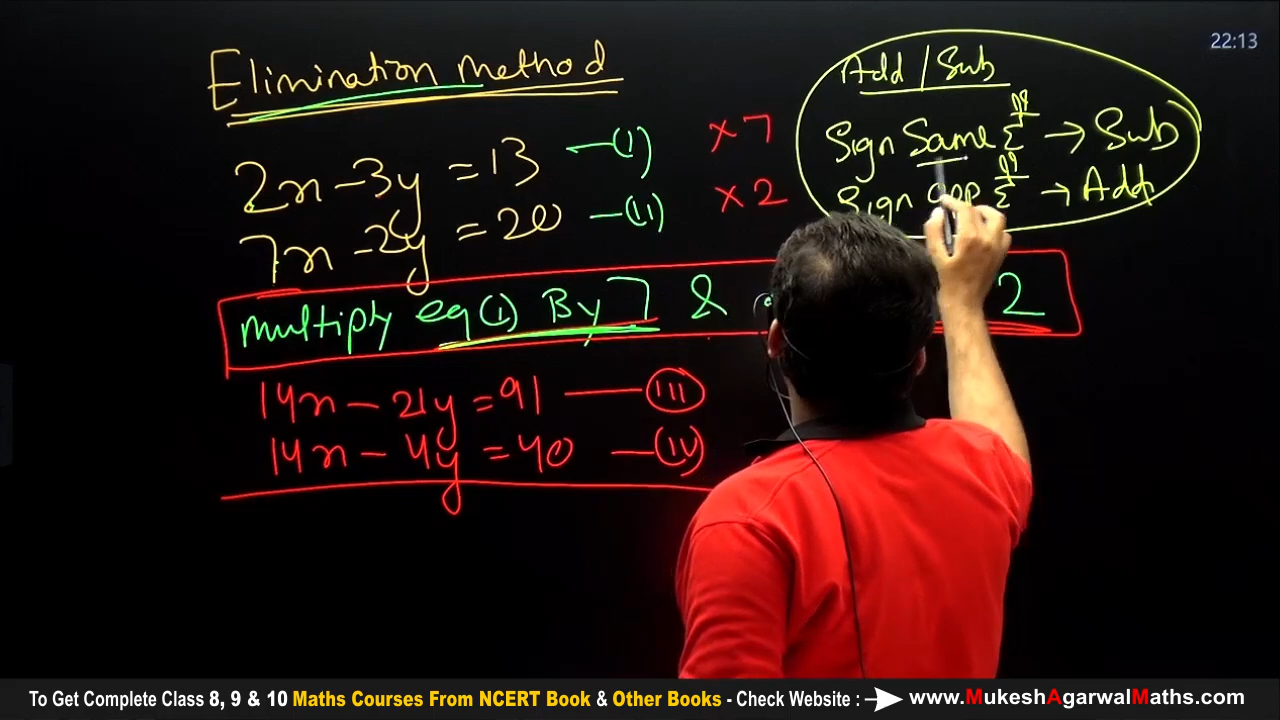 22:13
Elimination method
Add / Sub
Sign Same हैं → Sub
Sign opp हैं → Add
2x - 3y = 13 —(I)
7x - 2y = 20 —(II)
× 7
× 2
multiply eq (1) By 7 & 2
14x - 21y = 91 —(III)
14x - 4y = 40 —(IV)
To Get Complete Class 8, 9 & 10 Maths Courses From NCERT Book & Other Books - Check Website : → www.MukeshAgarwalMaths.com